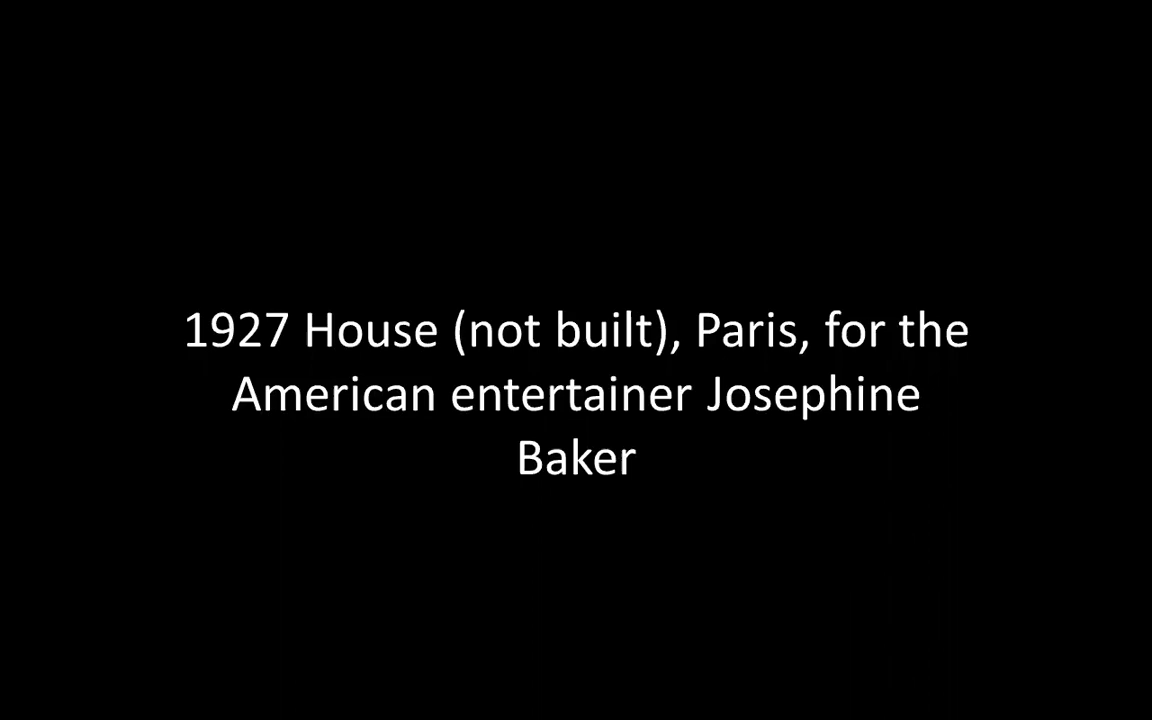 1927 House (not built), Paris, for the
American entertainer Josephine
Baker